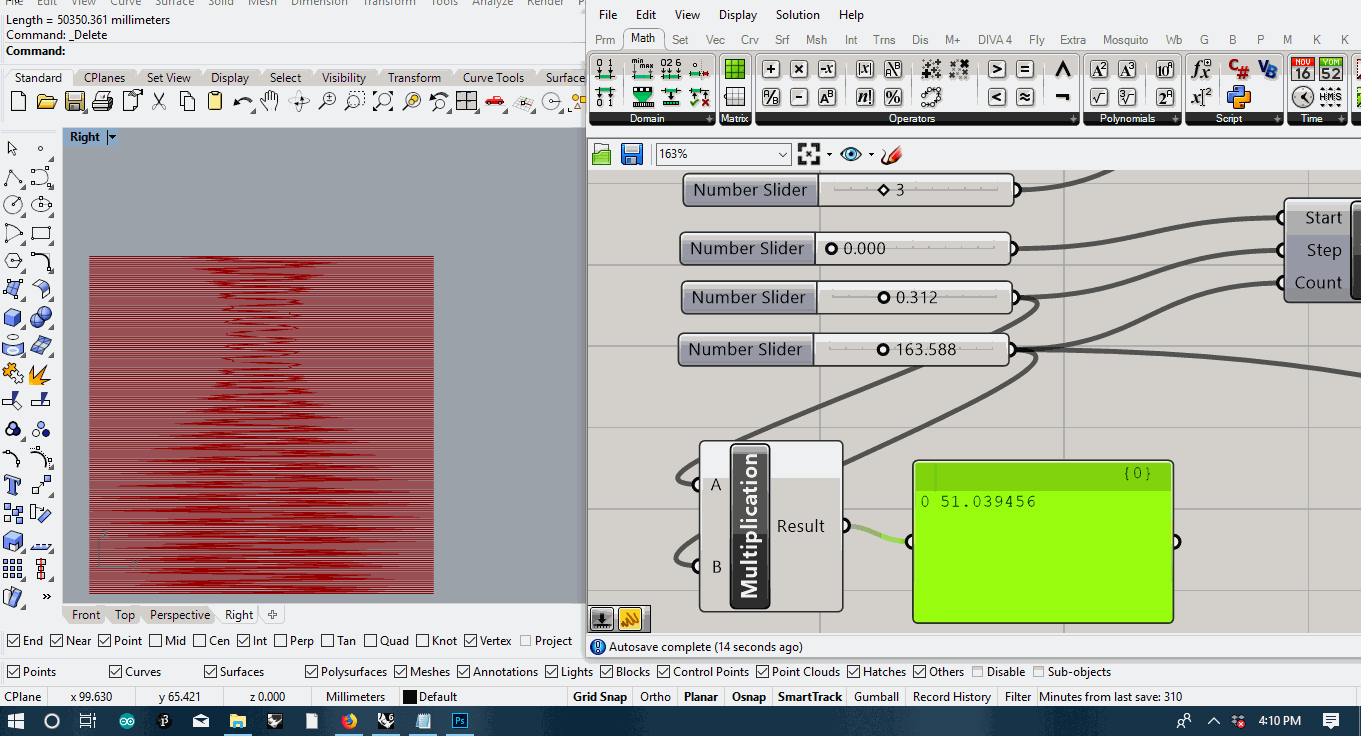 File Edit View Curve Surface Solid Mesh Dimension Transform Tools Analyze Render
Length = 50350.361 millimeters
Command: _Delete
Command:
Standard CPlanes Set View Display Select Visibility Transform Curve Tools Surface
Right
Front Top Perspective Right
End Near Point Mid Cen Int Perp Tan Quad Knot Vertex Project
Points Curves Surfaces Polysurfaces Meshes Annotations Lights Blocks Control Points Point Clouds Hatches Others Disable Sub-objects
CPlane x 99.630 y 65.421 z 0.000 Millimeters Default Grid Snap Ortho Planar Osnap SmartTrack Gumball Record History Filter Minutes from last save: 310
File Edit View Display Solution Help
Prm Math Set Vec Crv Srf Msh Int Trns Dis M+ DIVA 4 Fly Extra Mosquito Wb G B P M K K
Domain Matrix Operators Polynomials Script Time
163%
Number Slider 3
Number Slider 0.000
Number Slider 0.312
Number Slider 163.588
Start
Step
Count
A
B
Multiplication
Result
{0}
0 51.039456
Autosave complete (14 seconds ago)
4:10 PM